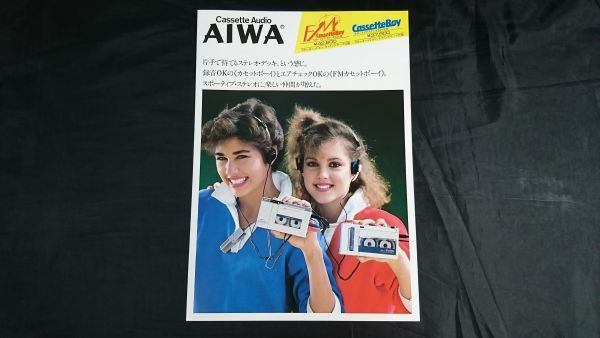 Cassette Audio
AIWA®
FM CassetteBoy
CassetteBoy
片手で持てるステレオ・デッキ、という感じ。
録音OKの〈カセットボーイ〉とエアチェックOKの〈FMカセットボーイ〉。
スポーティブ・ステレオに、楽しい仲間が増えた。